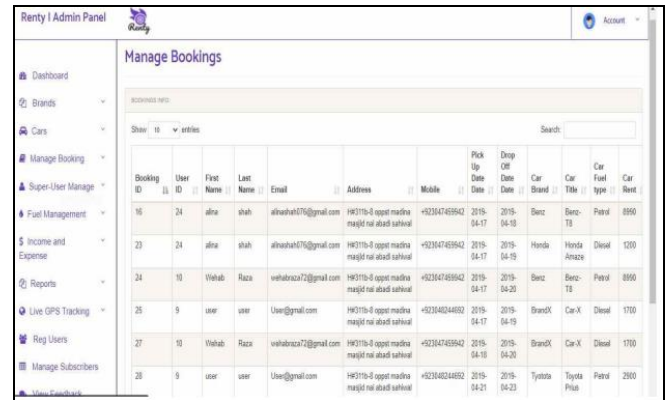 Renty I Admin Panel
Renty
Account
Manage Bookings
Dashboard
Brands
Cars
Manage Booking
Super-User Manage
Fuel Management
$ Income and
Expense
Reports
Live GPS Tracking
Reg Users
Manage Subscribers
View Feedback
BOOKINGS INFO
Show 10 entries
Search:
Booking ID User ID First Name Last Name Email Address Mobile Pick Up Date Date Drop Off Date Date Car Brand Car Title Car Fuel type Car Rent
16 24 alina shah alinashah076@gmail.com H#311b-8 oppst madina +923047459942 2019- 2019- Benz Benz- Petrol 8990
masjid nai abadi sahiwal 04-17 04-18 T8
23 24 alina shah alinashah076@gmail.com H#311b-8 oppst madina +923047459942 2019- 2019- Honda Honda Diesel 1200
masjid nai abadi sahiwal 04-17 04-19 Amaze
24 10 Wehab Raza wehabraza72@gmail.com H#311b-8 oppst madina +923047459942 2019- 2019- Benz Benz- Petrol 8990
masjid nai abadi sahiwal 04-17 04-20 T8
25 9 user user User@gmail.com H#311b-8 oppst madina +923048244692 2019- 2019- BrandX Car-X Diesel 1700
masjid nai abadi sahiwal 04-17 04-19
27 10 Wahab Raza wehabraza72@gmail.com H#311b-8 oppst madina +923047459942 2019- 2019- BrandX Car-X Diesel 1700
masjid nai abadi sahiwal 04-18 04-20
28 9 user user User@gmail.com H#311b-8 oppst madina +923048244692 2019- 2019- Tyotota Toyota Petrol 2900
masjid nai abadi sahiwal 04-21 04-23 Prius